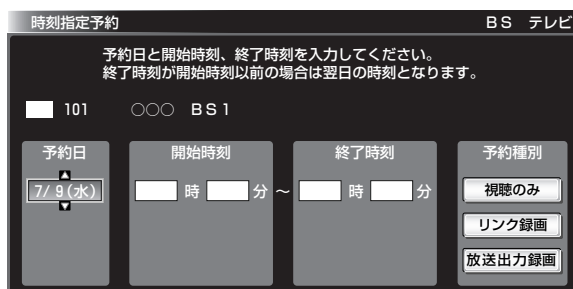 時刻指定予約 BS テレビ
予約日と開始時刻、終了時刻を入力してください。
終了時刻が開始時刻以前の場合は翌日の時刻となります。
101 ○○○ BS1
予約日 開始時刻 終了時刻 予約種別
7/ 9(水) 時 分 ~ 時 分 視聴のみ
リンク録画
放送出力録画